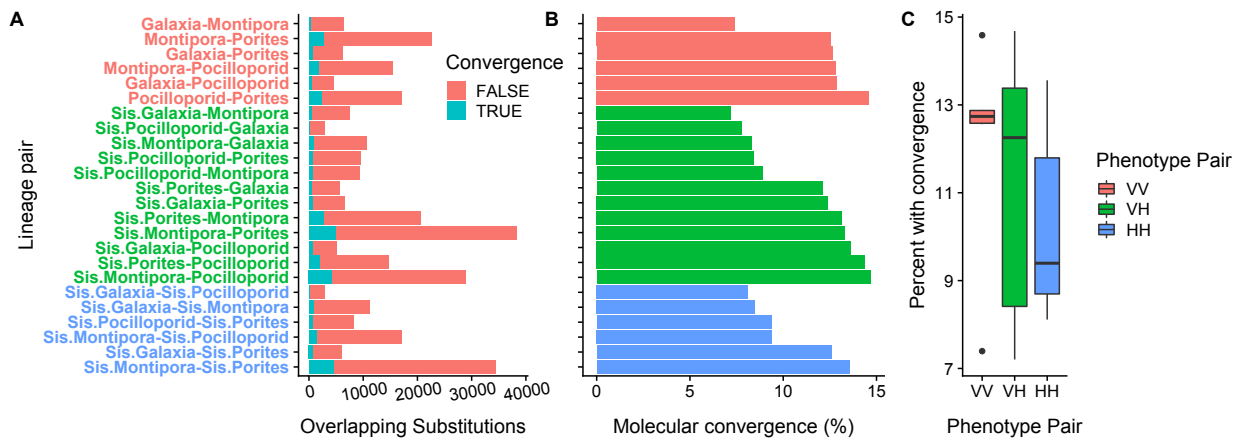 A
Lineage pair
Galaxia-Montipora
Montipora-Porites
Galaxia-Porites
Montipora-Pocilloporid
Galaxia-Pocilloporid
Pocilloporid-Porites
Sis.Galaxia-Montipora
Sis.Pocilloporid-Galaxia
Sis.Montipora-Galaxia
Sis.Pocilloporid-Porites
Sis.Pocilloporid-Montipora
Sis.Porites-Galaxia
Sis.Galaxia-Porites
Sis.Porites-Montipora
Sis.Montipora-Porites
Sis.Galaxia-Pocilloporid
Sis.Porites-Pocilloporid
Sis.Montipora-Pocilloporid
Sis.Galaxia-Sis.Pocilloporid
Sis.Galaxia-Sis.Montipora
Sis.Pocilloporid-Sis.Porites
Sis.Montipora-Sis.Pocilloporid
Sis.Galaxia-Sis.Porites
Sis.Montipora-Sis.Porites
0 10000 20000 30000 40000
Overlapping Substitutions
Convergence
FALSE
TRUE
B
0 5 10 15
Molecular convergence (%)
C
Percent with convergence
15
13
11
9
7
VV VH HH
Phenotype Pair
Phenotype Pair
VV
VH
HH